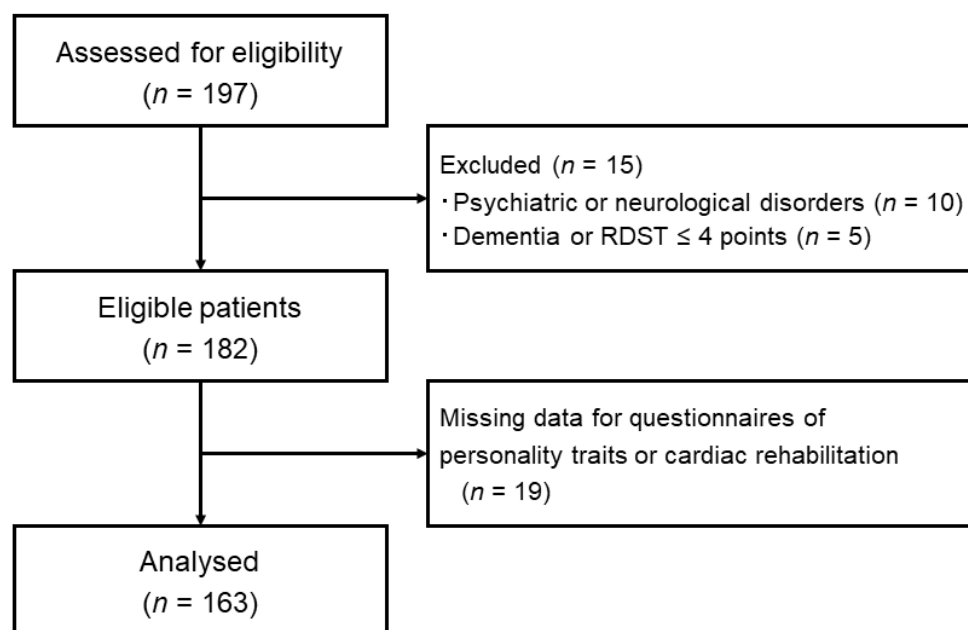 Assessed for eligibility
(n = 197)
Excluded (n = 15)
・Psychiatric or neurological disorders (n = 10)
・Dementia or RDST ≤ 4 points (n = 5)
Eligible patients
(n = 182)
Missing data for questionnaires of
personality traits or cardiac rehabilitation
(n = 19)
Analysed
(n = 163)